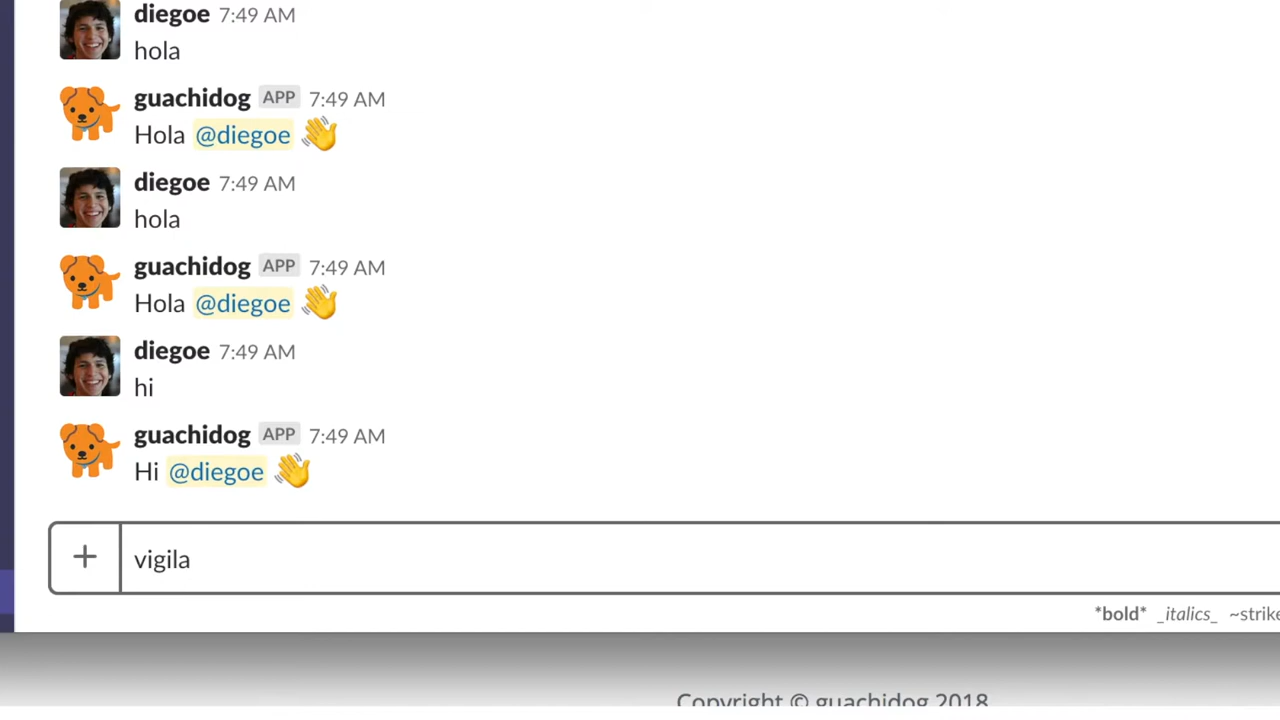 diegoe 7:49 AM
hola
guachidog APP 7:49 AM
Hola @diegoe
diegoe 7:49 AM
hola
guachidog APP 7:49 AM
Hola @diegoe
diegoe 7:49 AM
hi
guachidog APP 7:49 AM
Hi @diegoe
+ vigila
*bold* _italics_ ~strike
Copyright © guachidog 2018